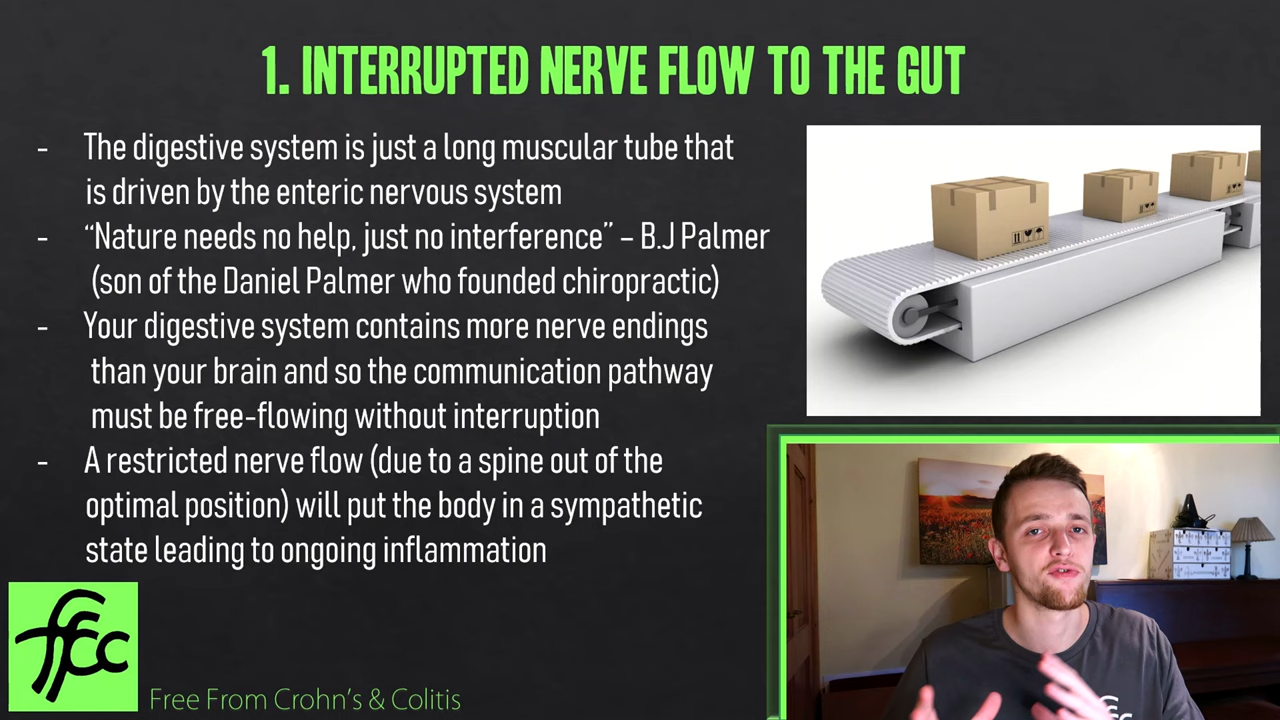 1. INTERRUPTED NERVE FLOW TO THE GUT
- The digestive system is just a long muscular tube that
is driven by the enteric nervous system
- “Nature needs no help, just no interference” – B.J Palmer
(son of the Daniel Palmer who founded chiropractic)
- Your digestive system contains more nerve endings
than your brain and so the communication pathway
must be free-flowing without interruption
- A restricted nerve flow (due to a spine out of the
optimal position) will put the body in a sympathetic
state leading to ongoing inflammation
ffcc
Free From Crohn's & Colitis